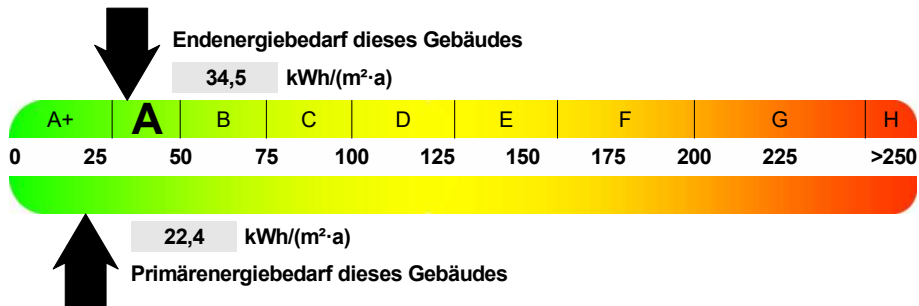 Endenergiebedarf dieses Gebäudes
34,5 kWh/(m²·a)
A+ A B C D E F G H
0 25 50 75 100 125 150 175 200 225 >250
22,4 kWh/(m²·a)
Primärenergiebedarf dieses Gebäudes